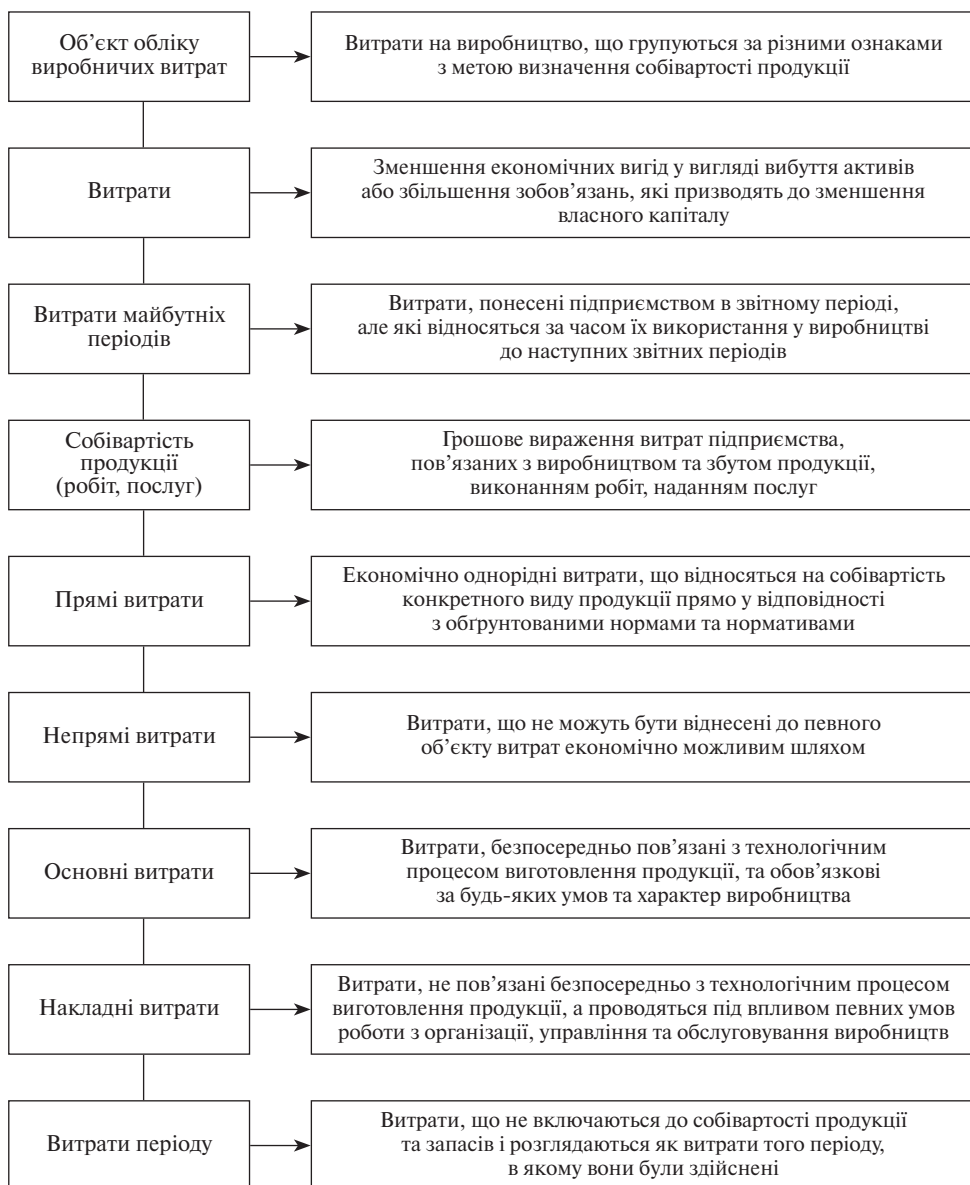 Об’єкт обліку
виробничих витрат
Витрати на виробництво, що групуються за різними ознаками
з метою визначення собівартості продукції
Витрати
Зменшення економічних вигід у вигляді вибуття активів
або збільшення зобов’язань, які призводять до зменшення
власного капіталу
Витрати майбутніх
періодів
Витрати, понесені підприємством в звітному періоді,
але які відносяться за часом їх використання у виробництві
до наступних звітних періодів
Собівартість
продукції
(робіт, послуг)
Грошове вираження витрат підприємства,
пов’язаних з виробництвом та збутом продукції,
виконанням робіт, наданням послуг
Прямі витрати
Економічно однорідні витрати, що відносяться на собівартість
конкретного виду продукції прямо у відповідності
з обґрунтованими нормами та нормативами
Непрямі витрати
Витрати, що не можуть бути віднесені до певного
об’єкту витрат економічно можливим шляхом
Основні витрати
Витрати, безпосередньо пов’язані з технологічним
процесом виготовлення продукції, та обов’язкові
за будь-яких умов та характер виробництва
Накладні витрати
Витрати, не пов’язані безпосередньо з технологічним процесом
виготовлення продукції, а проводяться під впливом певних умов
роботи з організації, управління та обслуговування виробництв
Витрати періоду
Витрати, що не включаються до собівартості продукції
та запасів і розглядаються як витрати того періоду,
в якому вони були здійснені